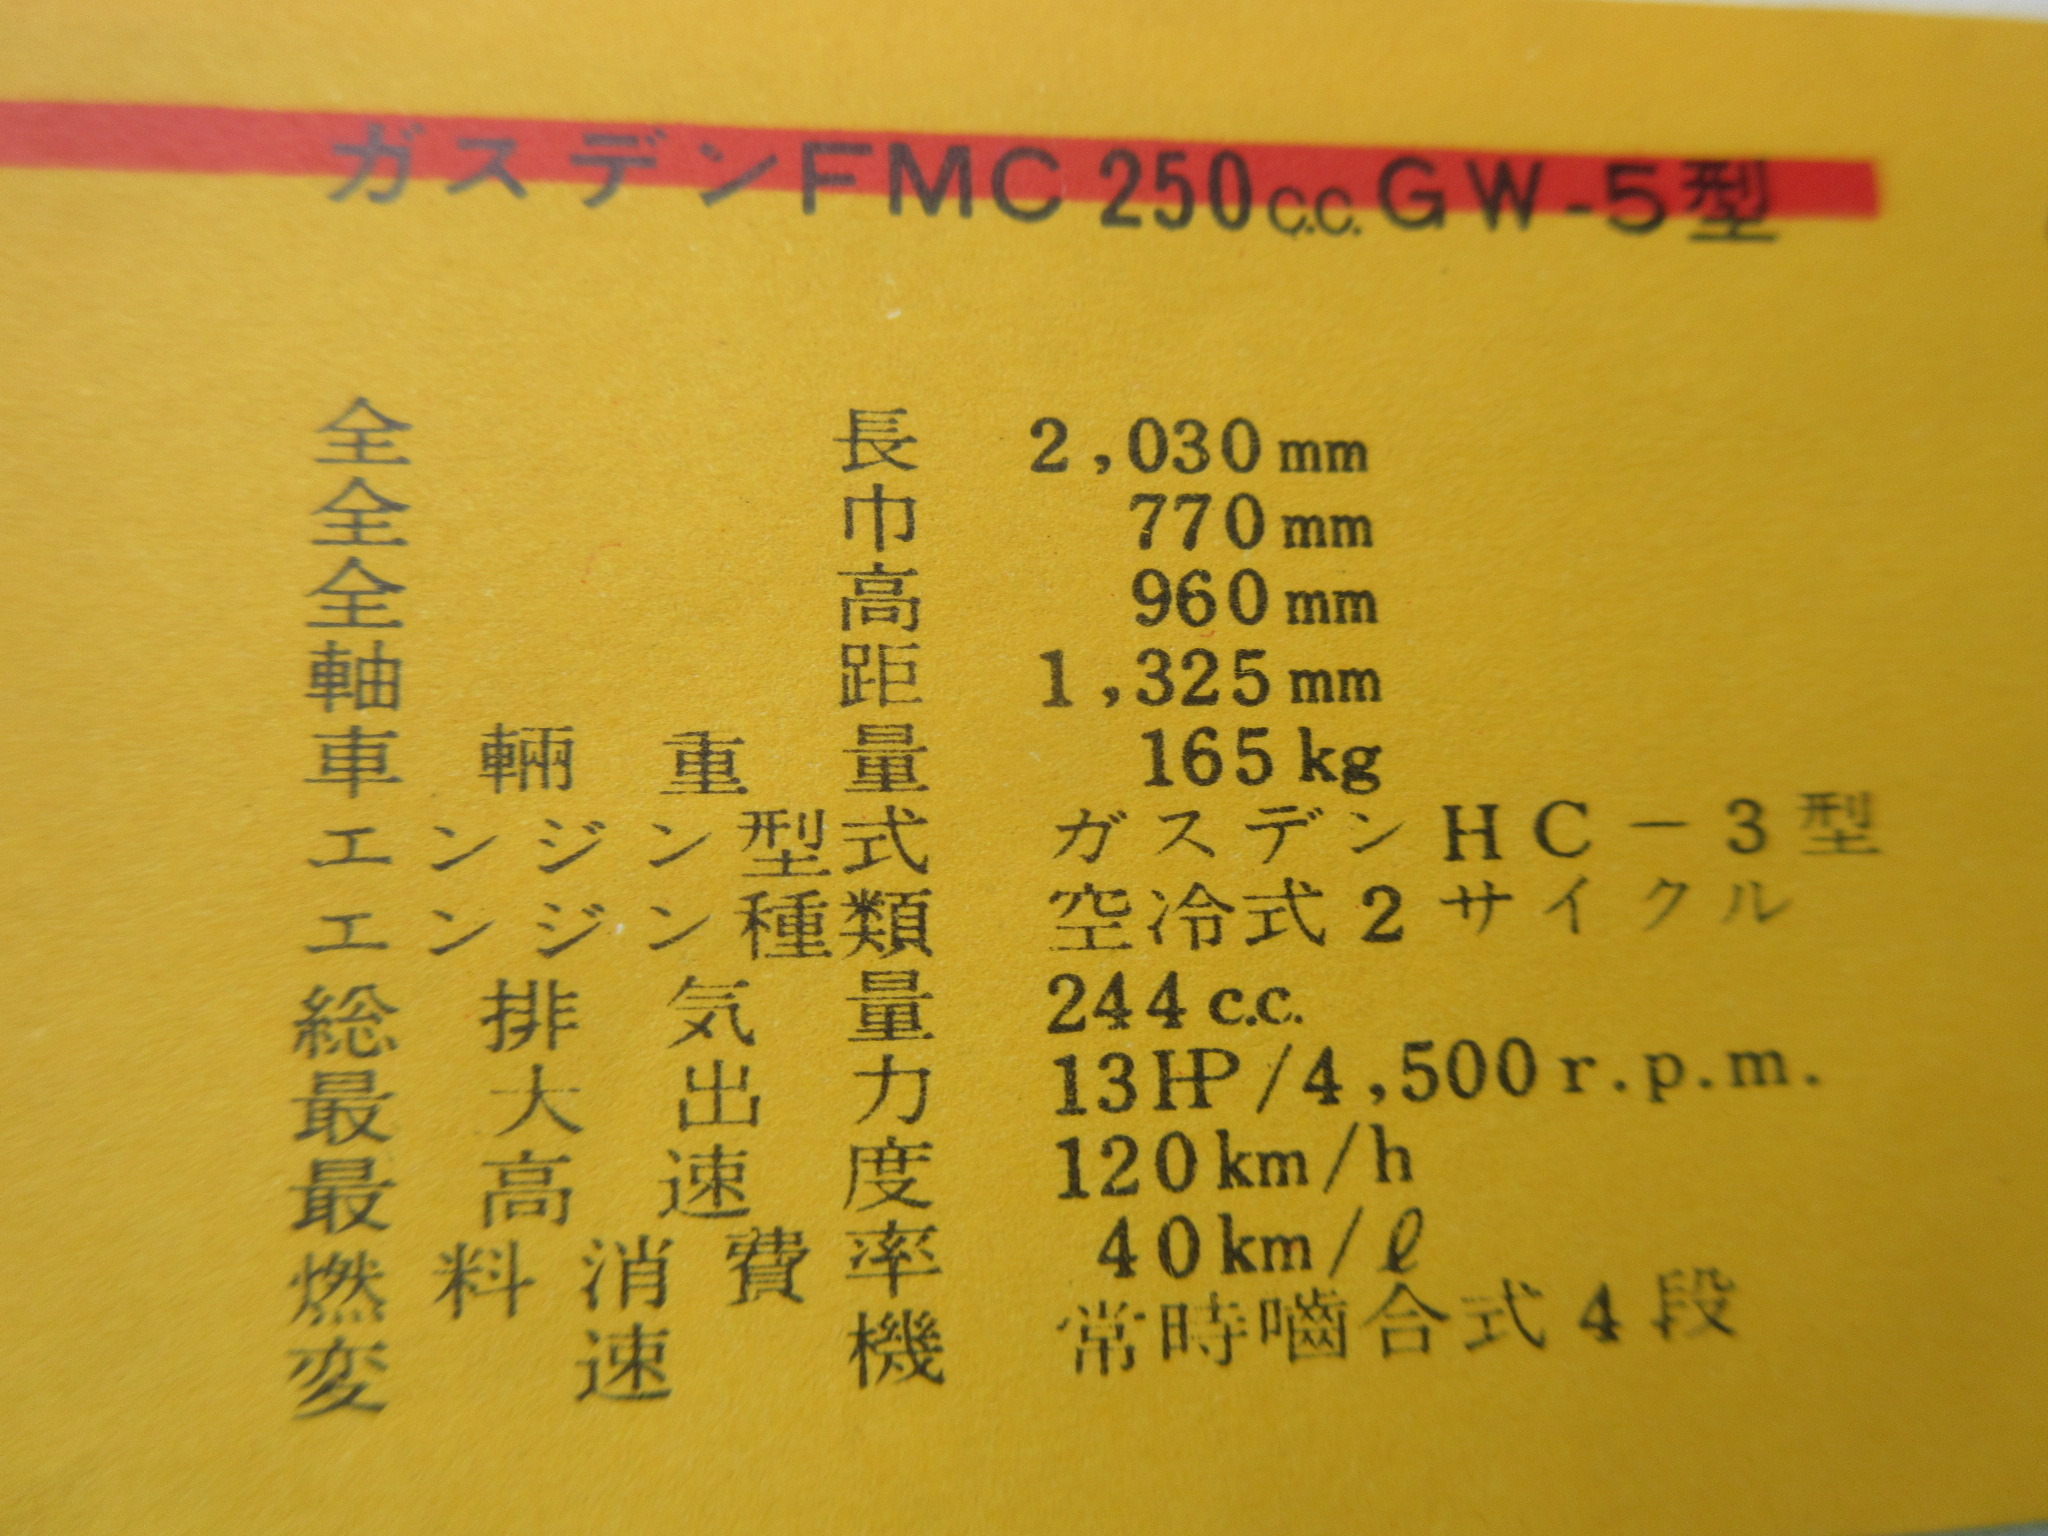 ガスデンFMC 250c.c. GW-5型
全長 2,030mm
全巾 770mm
全高 960mm
軸距 1,325mm
車輛重量 165kg
エンジン型式 ガスデンHC－3型
エンジン種類 空冷式2サイクル
総排気量 244c.c.
最大出力 13HP/4,500r.p.m.
最高速度 120km/h
燃料消費率 40km/ℓ
変速機 常時嚙合式4段